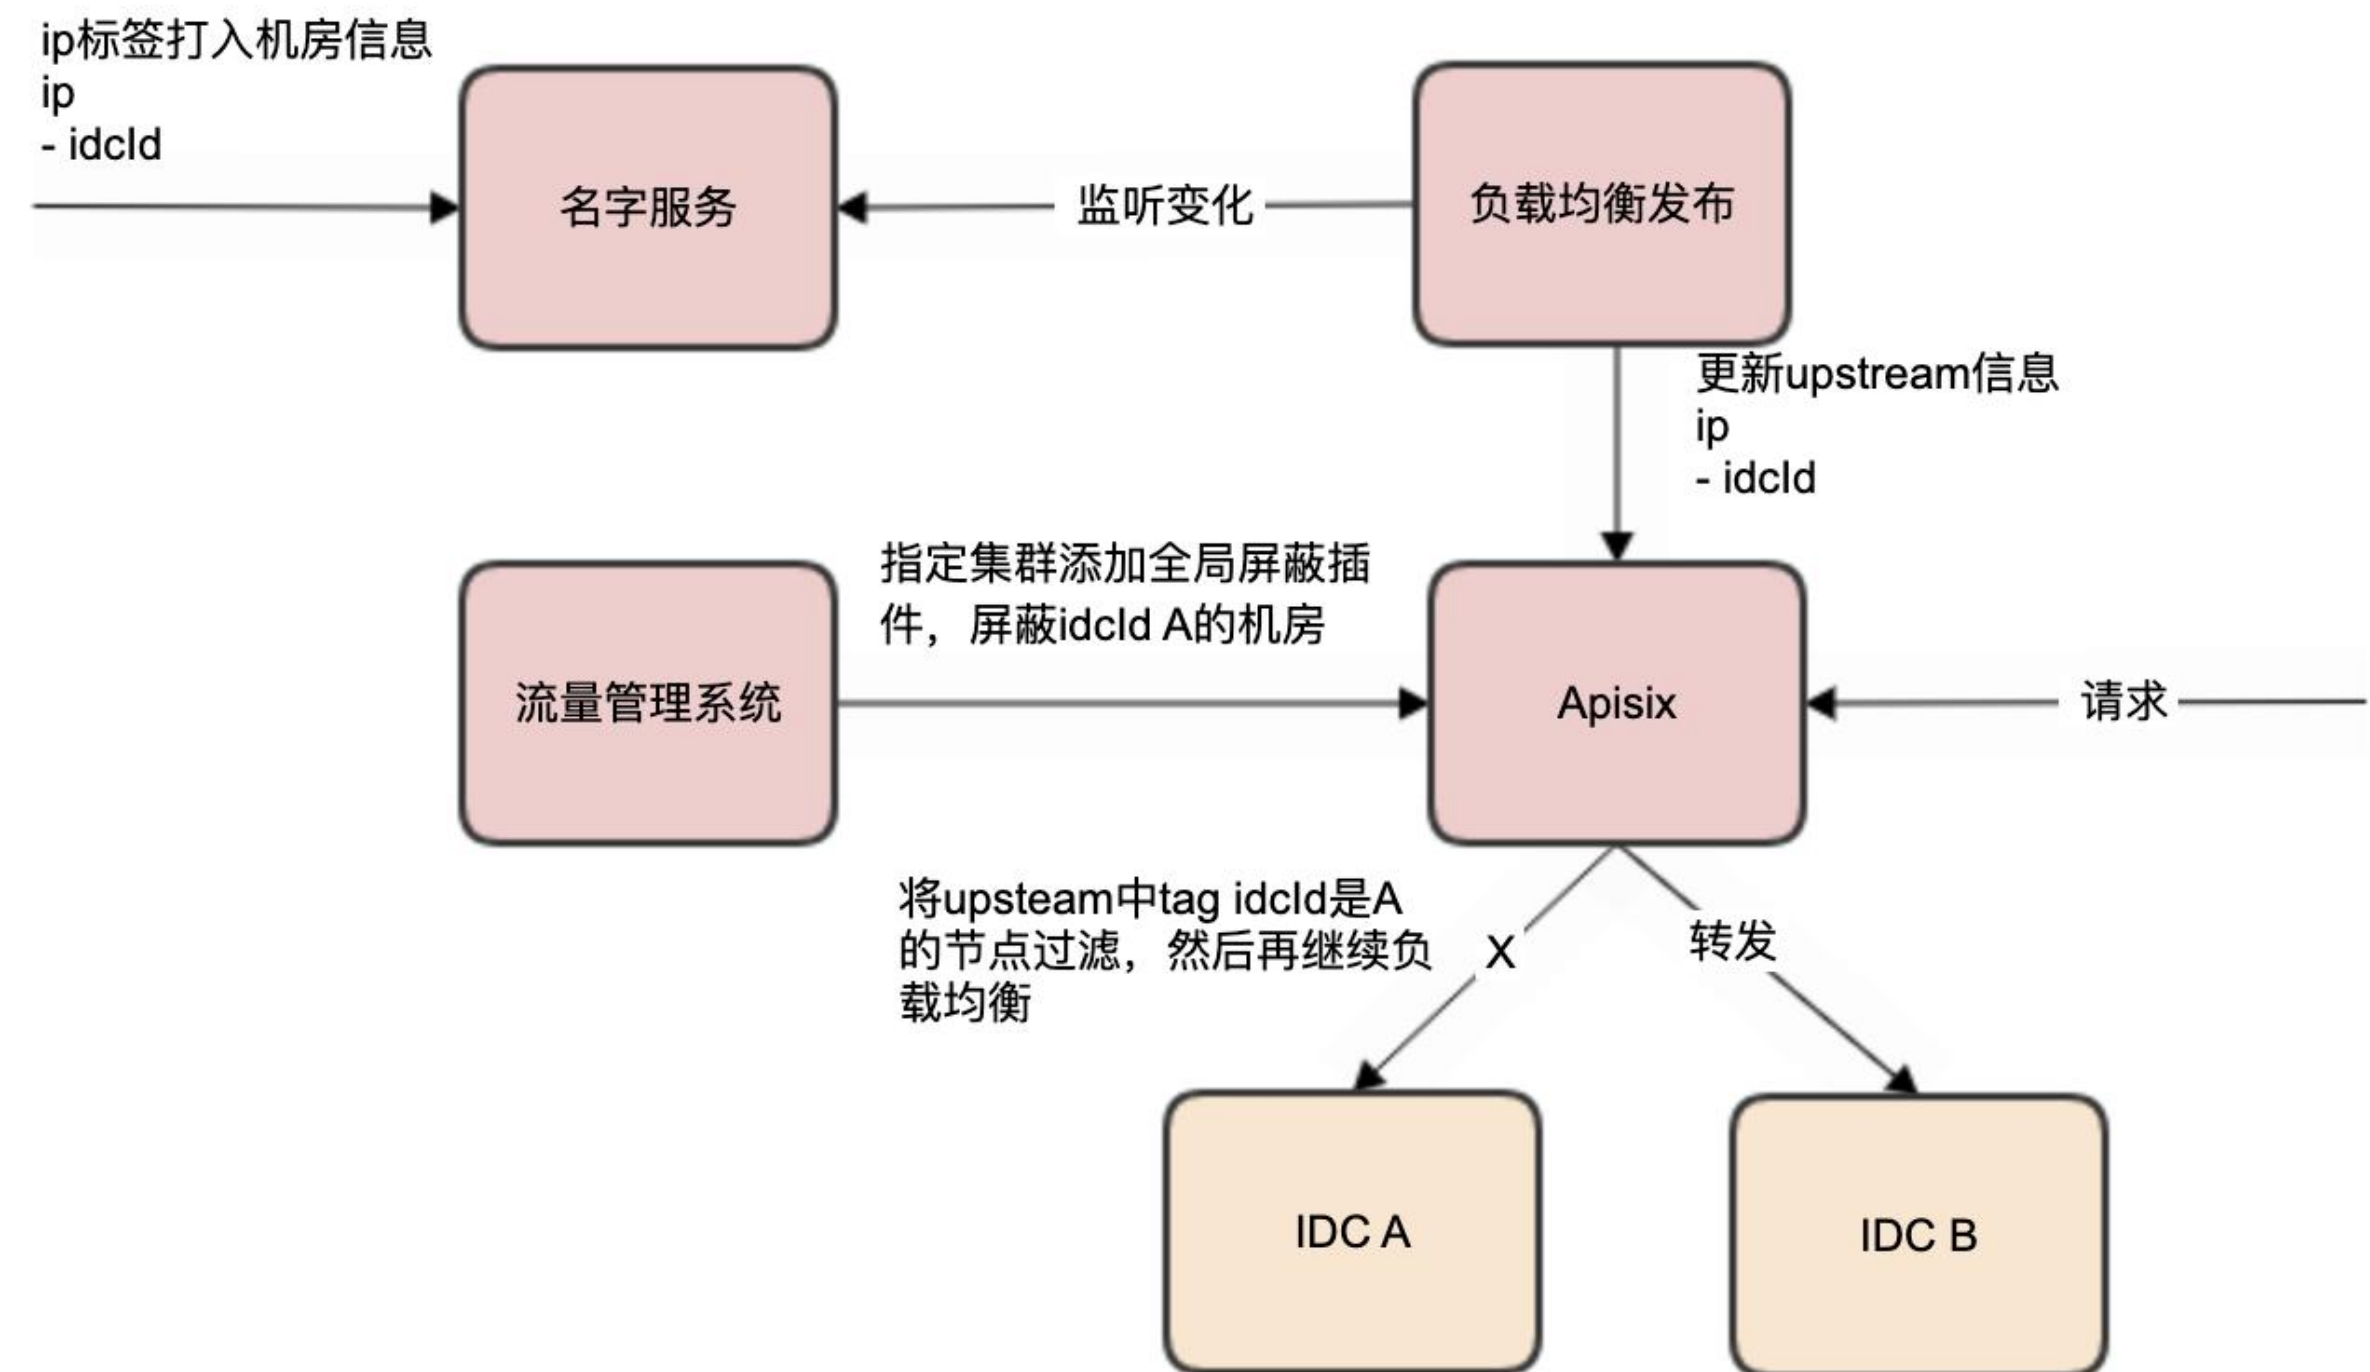 ip标签打入机房信息
ip
- idcId
名字服务
监听变化
负载均衡发布
更新upstream信息
ip
- idcId
流量管理系统
指定集群添加全局屏蔽插
件，屏蔽idcId A的机房
Apisix
请求
将upsteam中tag idcId是A
的节点过滤，然后再继续负
载均衡
X
转发
IDC A
IDC B